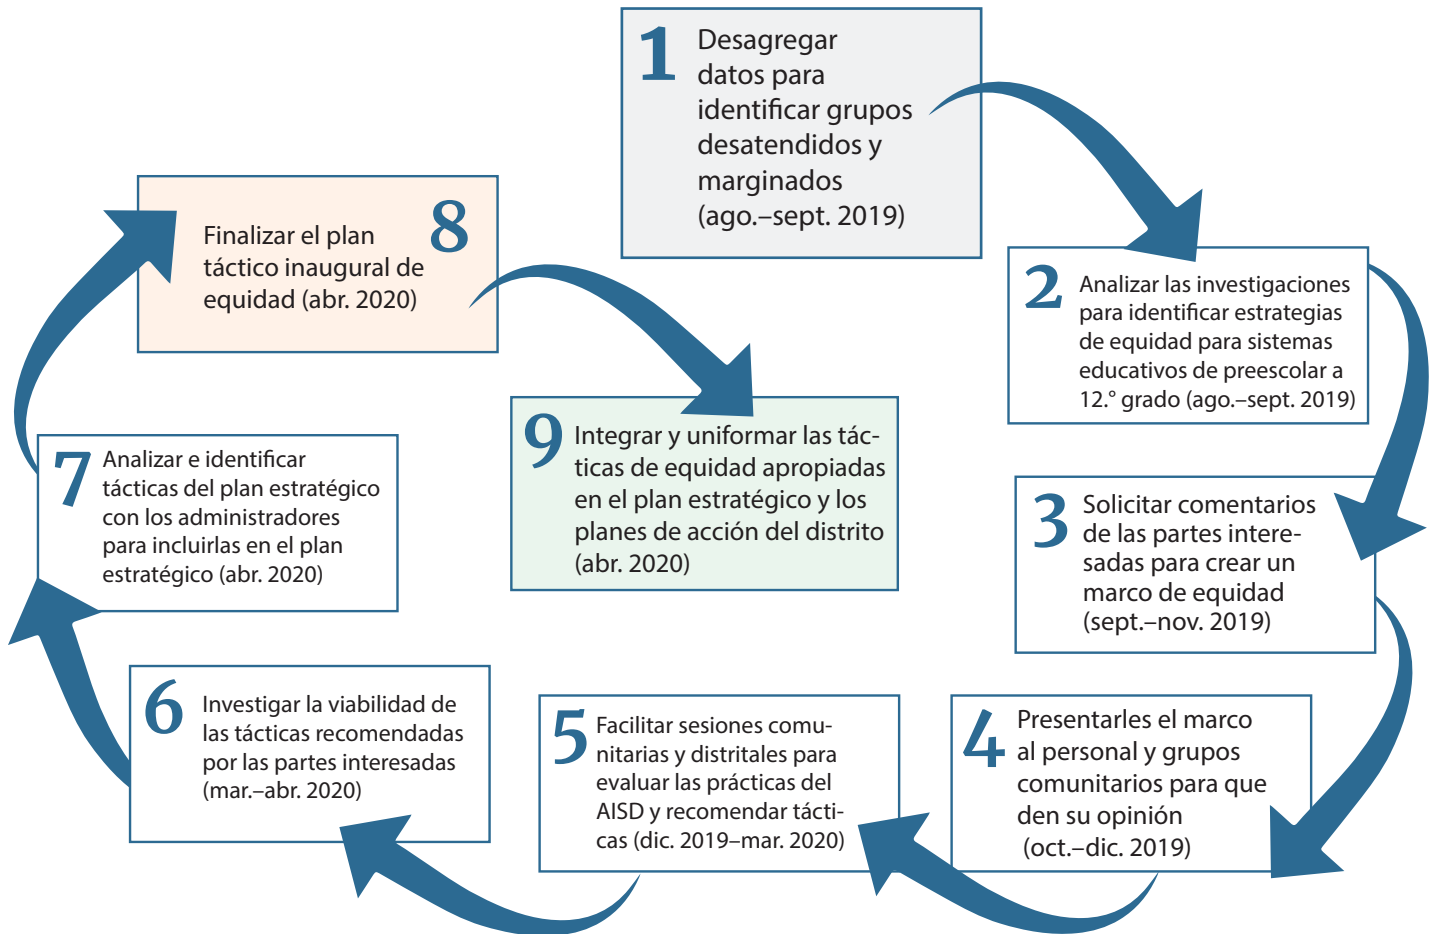 1
Desagregar
datos para
identificar grupos
desatendidos y
marginados
(ago.–sept. 2019)
2
Analizar las investigaciones
para identificar estrategias
de equidad para sistemas
educativos de preescolar a
12.° grado (ago.–sept. 2019)
3
Solicitar comentarios
de las partes intere-
sadas para crear un
marco de equidad
(sept.–nov. 2019)
4
Presentarles el marco
al personal y grupos
comunitarios para que
den su opinión
(oct.–dic. 2019)
5
Facilitar sesiones comu-
nitarias y distritales para
evaluar las prácticas del
AISD y recomendar tácti-
cas (dic. 2019–mar. 2020)
6
Investigar la viabilidad de
las tácticas recomendadas
por las partes interesadas
(mar.–abr. 2020)
7
Analizar e identificar
tácticas del plan estratégico
con los administradores
para incluirlas en el plan
estratégico (abr. 2020)
8
Finalizar el plan
táctico inaugural de
equidad (abr. 2020)
9
Integrar y uniformar las tác-
ticas de equidad apropiadas
en el plan estratégico y los
planes de acción del distrito
(abr. 2020)